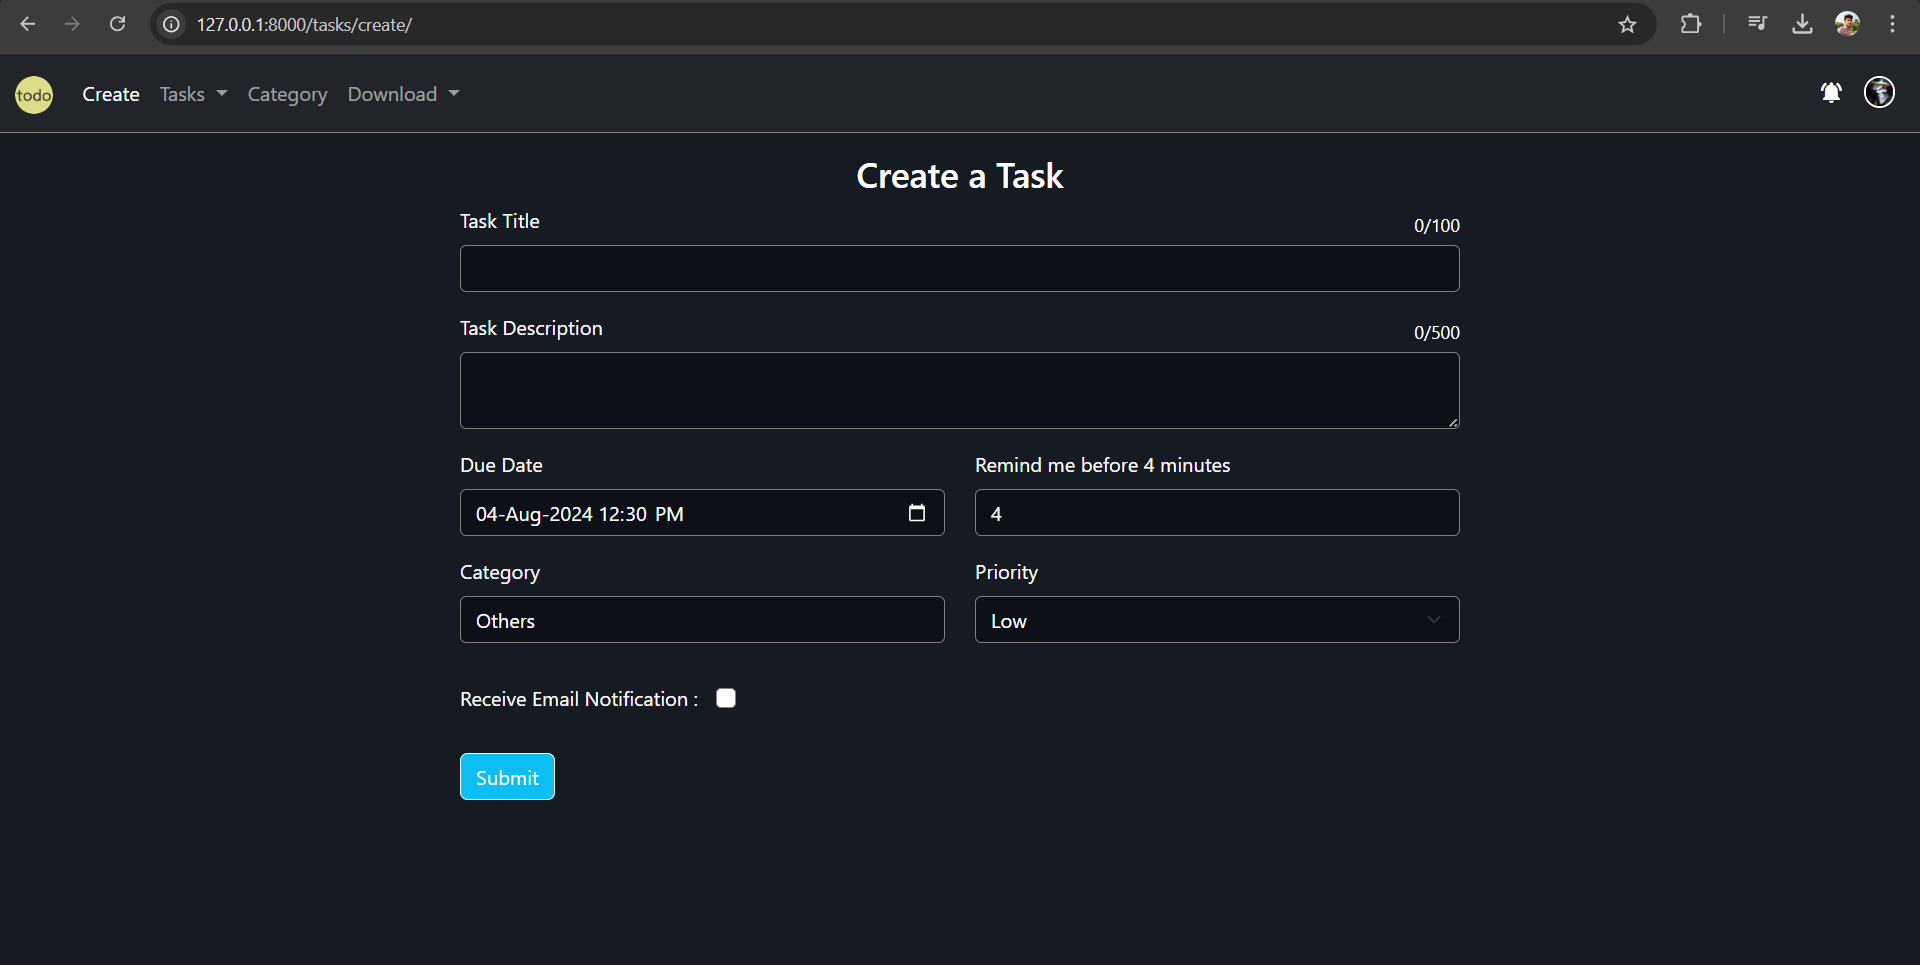 127.0.0.1:8000/tasks/create/
todo Create Tasks Category Download
Create a Task
Task Title 0/100
Task Description 0/500
Due Date Remind me before 4 minutes
04-Aug-2024 12:30 PM 4
Category Priority
Others Low
Receive Email Notification :
Submit